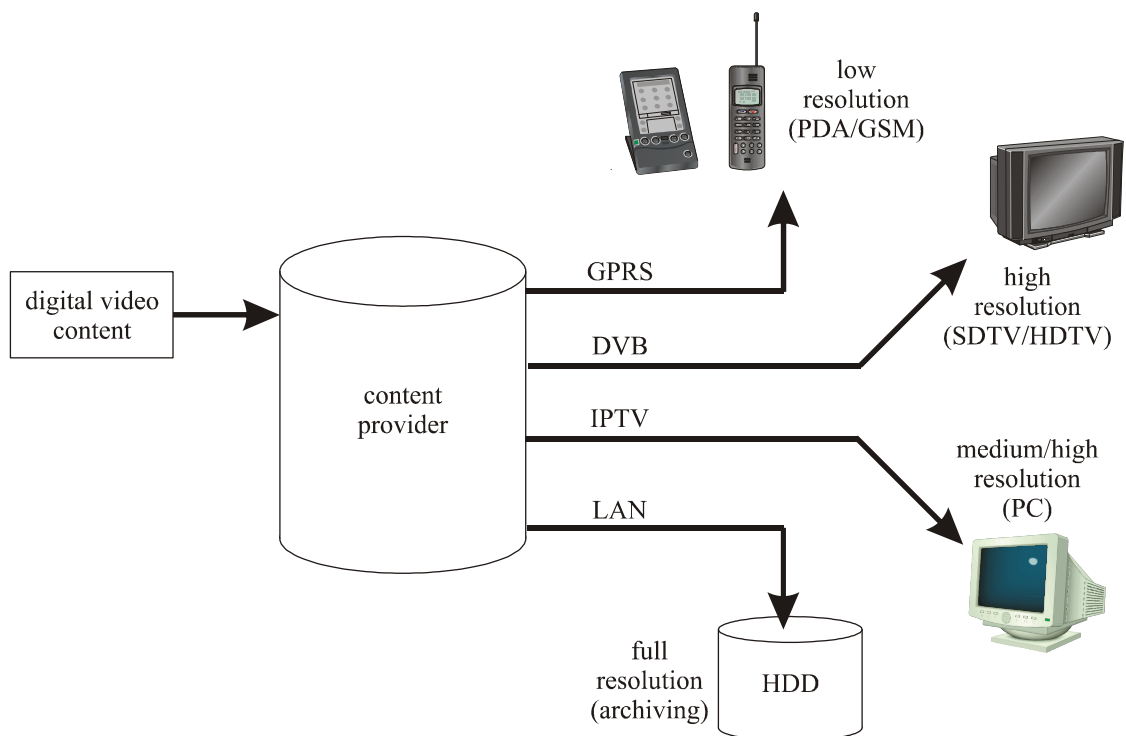 low
resolution
(PDA/GSM)
digital video
content
content
provider
GPRS
DVB
IPTV
LAN
high
resolution
(SDTV/HDTV)
medium/high
resolution
(PC)
full
resolution
(archiving)
HDD